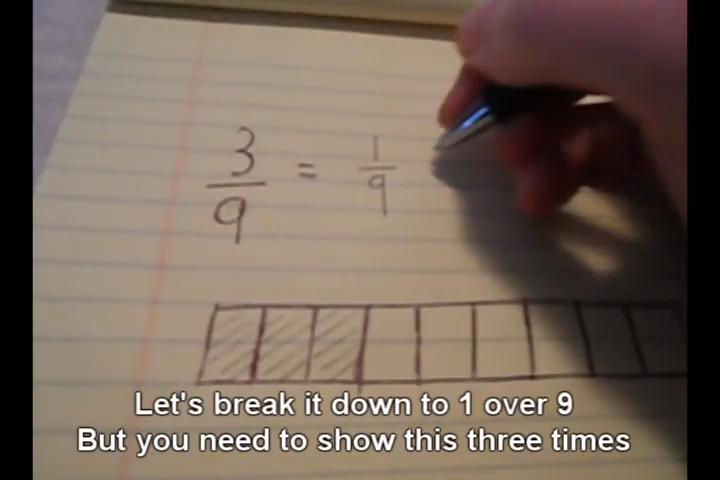 3/9 = 1/9
Let's break it down to 1 over 9
But you need to show this three times